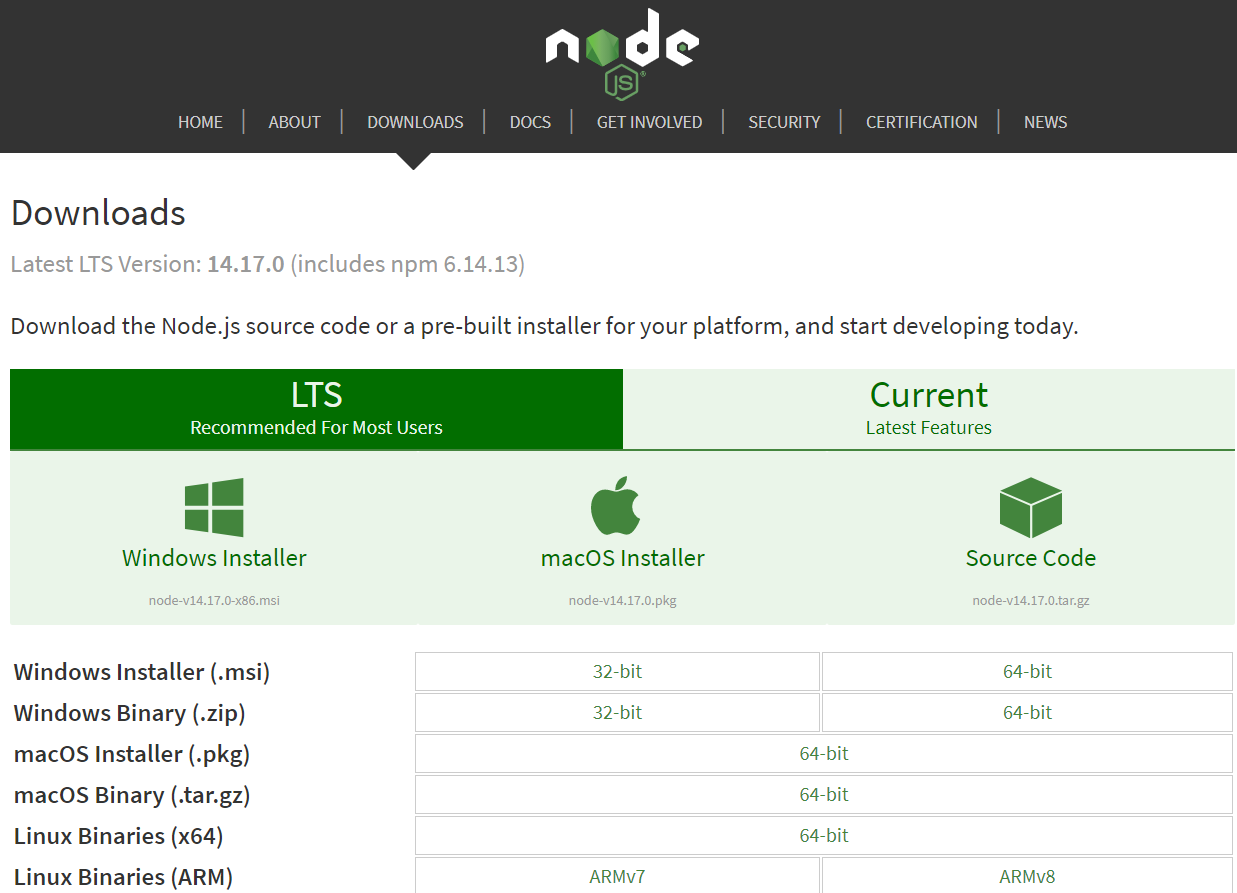 node
JS®
HOME | ABOUT | DOWNLOADS | DOCS | GET INVOLVED | SECURITY | CERTIFICATION | NEWS
Downloads
Latest LTS Version: 14.17.0 (includes npm 6.14.13)
Download the Node.js source code or a pre-built installer for your platform, and start developing today.
LTS Current
Recommended For Most Users Latest Features
Windows Installer macOS Installer Source Code
node-v14.17.0-x86.msi node-v14.17.0.pkg node-v14.17.0.tar.gz
Windows Installer (.msi) 32-bit 64-bit
Windows Binary (.zip) 32-bit 64-bit
macOS Installer (.pkg) 64-bit
macOS Binary (.tar.gz) 64-bit
Linux Binaries (x64) 64-bit
Linux Binaries (ARM) ARMv7 ARMv8